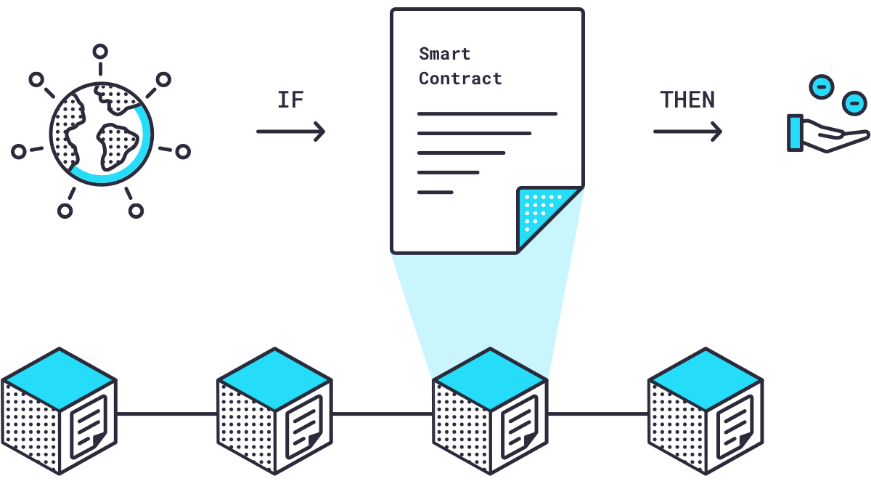 IF
Smart
Contract
THEN